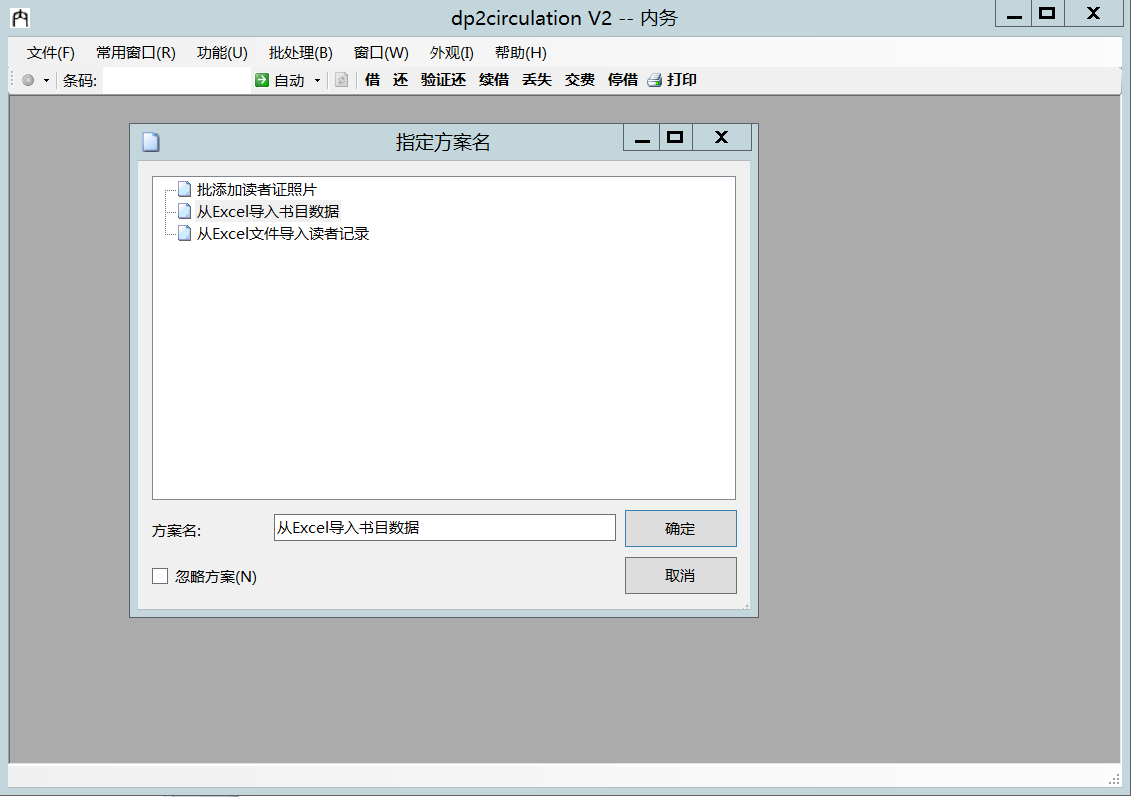 dp2circulation V2 -- 内务
文件(F) 常用窗口(R) 功能(U) 批处理(B) 窗口(W) 外观(I) 帮助(H)
条码: 自动 借 还 验证还 续借 丢失 交费 停借 打印
指定方案名
批添加读者证照片
从Excel导入书目数据
从Excel文件导入读者记录
方案名: 从Excel导入书目数据 确定
忽略方案(N) 取消